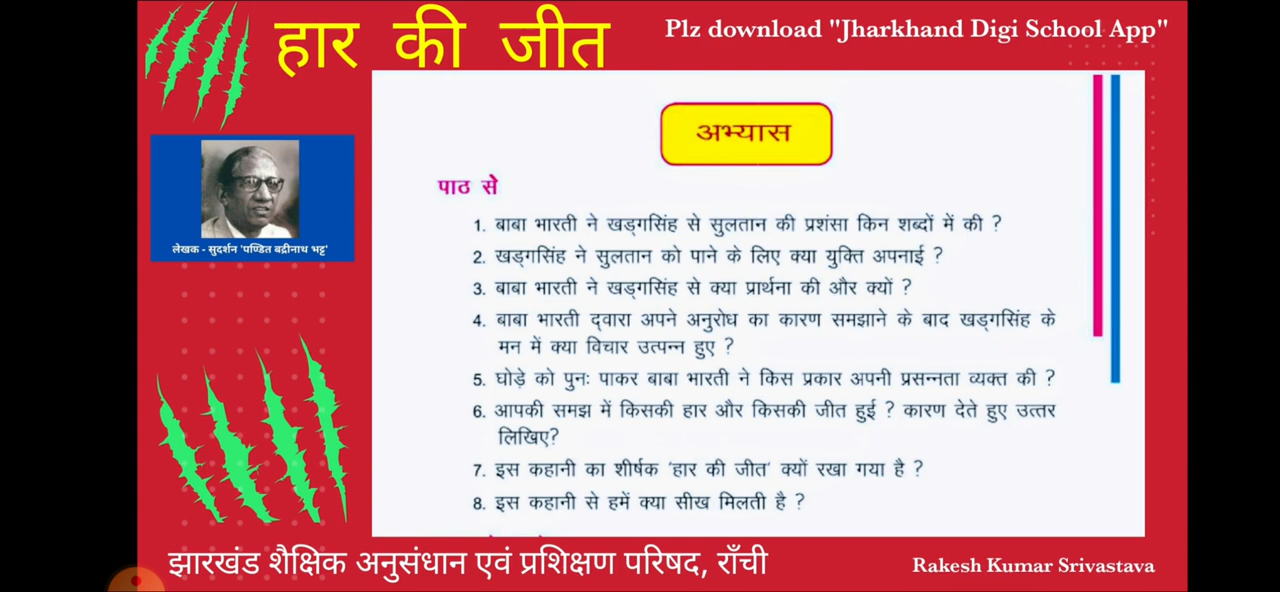 हार की जीत
Plz download "Jharkhand Digi School App"
लेखक - सुदर्शन 'पण्डित बद्रीनाथ भट्ट'
अभ्यास
पाठ से
1. बाबा भारती ने खड्गसिंह से सुलतान की प्रशंसा किन शब्दों में की ?
2. खड्गसिंह ने सुलतान को पाने के लिए क्या युक्ति अपनाई ?
3. बाबा भारती ने खड्गसिंह से क्या प्रार्थना की और क्यों ?
4. बाबा भारती द्वारा अपने अनुरोध का कारण समझाने के बाद खड्गसिंह के
मन में क्या विचार उत्पन्न हुए ?
5. घोड़े को पुनः पाकर बाबा भारती ने किस प्रकार अपनी प्रसन्नता व्यक्त की ?
6. आपकी समझ में किसकी हार और किसकी जीत हुई ? कारण देते हुए उत्तर
लिखिए?
7. इस कहानी का शीर्षक 'हार की जीत' क्यों रखा गया है ?
8. इस कहानी से हमें क्या सीख मिलती है ?
झारखंड शैक्षिक अनुसंधान एवं प्रशिक्षण परिषद, राँची
Rakesh Kumar Srivastava